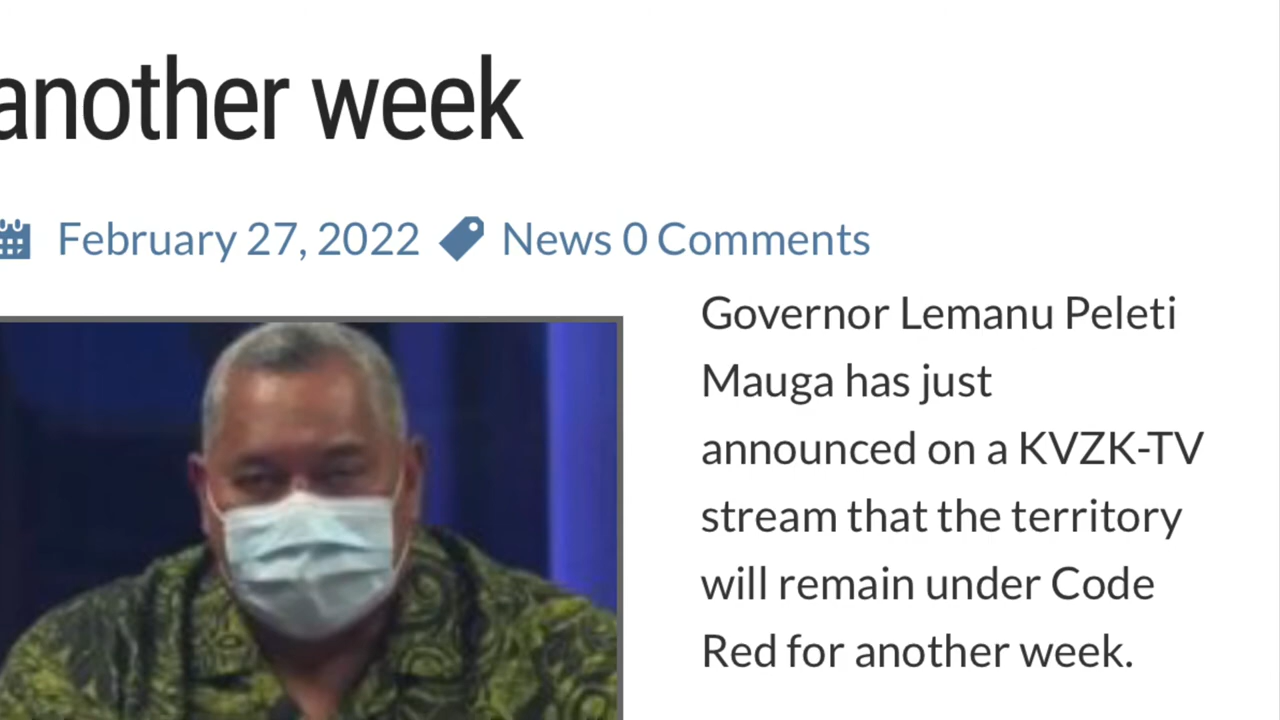 another week
February 27, 2022 News 0 Comments
Governor Lemanu Peleti
Mauga has just
announced on a KVZK-TV
stream that the territory
will remain under Code
Red for another week.